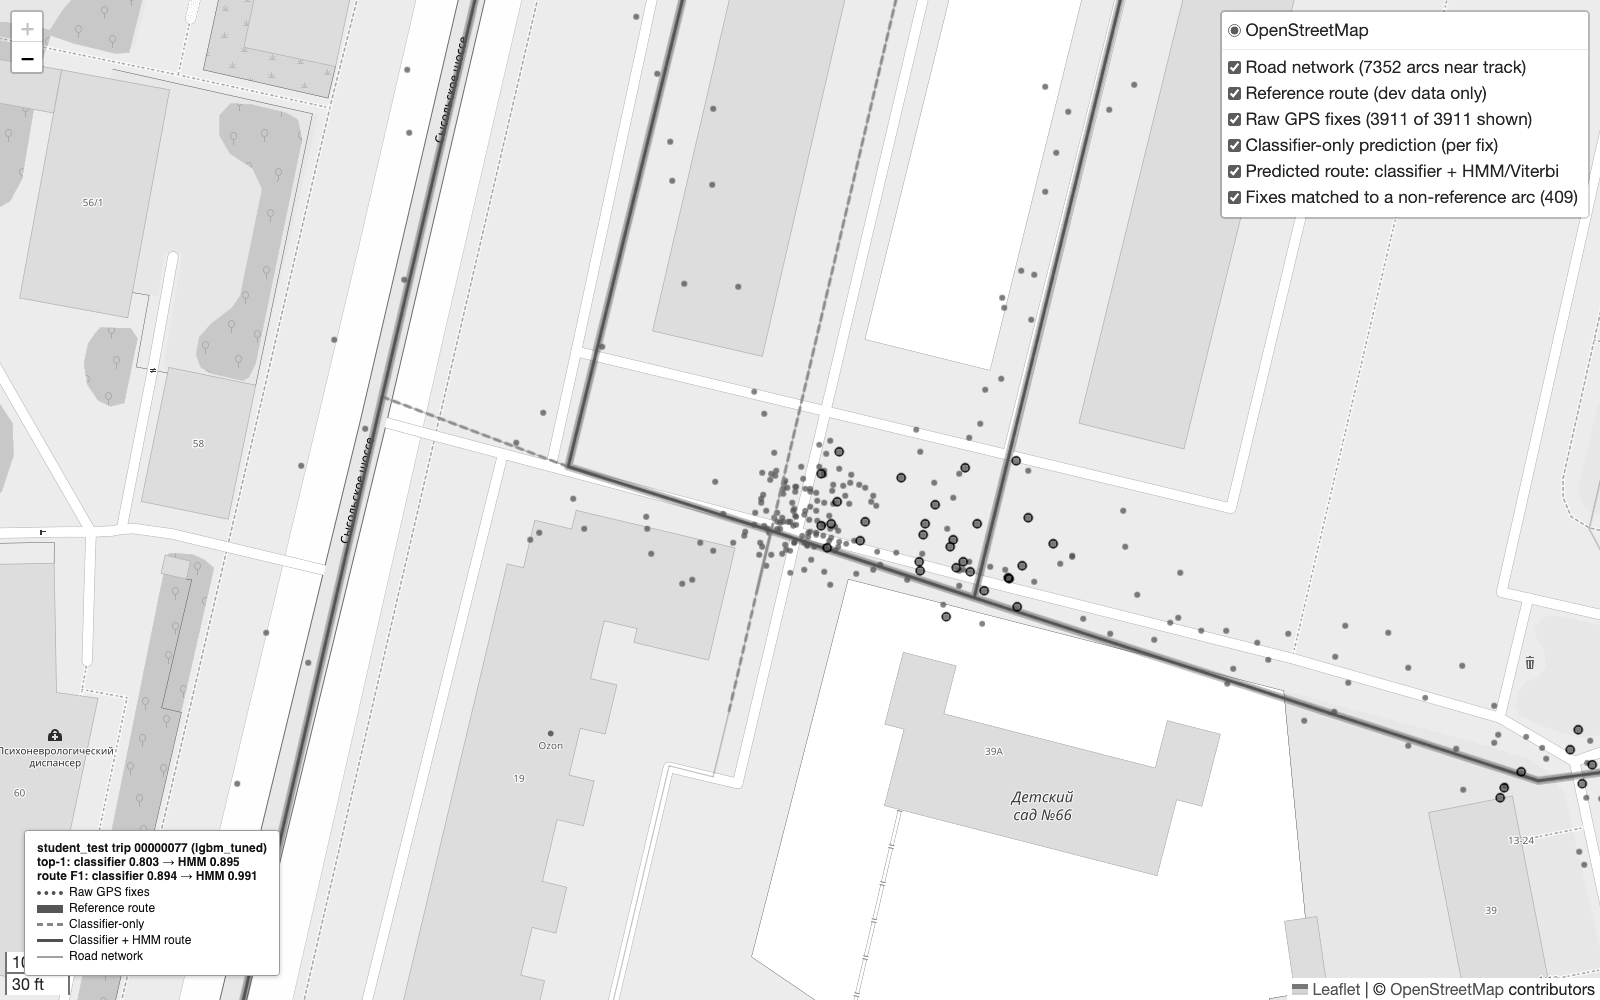 +
−
OpenStreetMap
Road network (7352 arcs near track)
Reference route (dev data only)
Raw GPS fixes (3911 of 3911 shown)
Classifier-only prediction (per fix)
Predicted route: classifier + HMM/Viterbi
Fixes matched to a non-reference arc (409)
Сысольское шоссе
56/1
58
Сысольское шоссе
Психоневрологический
диспансер
60
Ozon
19
39А
Детский
сад №66
13-24
39
student_test trip 00000077 (lgbm_tuned)
top-1: classifier 0.803 → HMM 0.895
route F1: classifier 0.894 → HMM 0.991
Raw GPS fixes
Reference route
Classifier-only
Classifier + HMM route
Road network
30 ft
Leaflet | © OpenStreetMap contributors